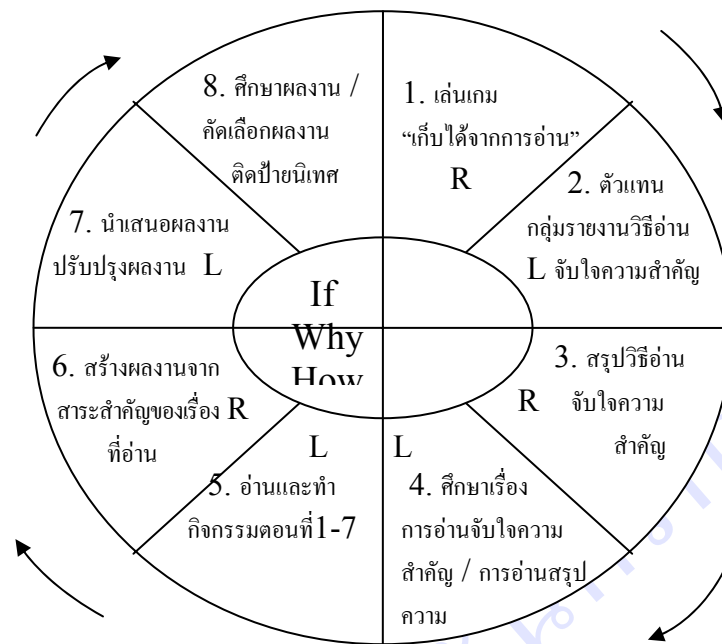 8. ศึกษาผลงาน /
คัดเลือกผลงาน
ติดป้ายนิเทศ
1. เล่นเกม
“เก็บได้จากการอ่าน”
R
2. ตัวแทน
กลุ่มรายงานวิธีอ่าน
L จับใจความสำคัญ
3. สรุปวิธีอ่าน
R จับใจความ
สำคัญ
L
4. ศึกษาเรื่อง
การอ่านจับใจความ
สำคัญ / การอ่านสรุป
ความ
L
5. อ่านและทำ
กิจกรรมตอนที่1-7
6. สร้างผลงานจาก
สาระสำคัญของเรื่อง R
ที่อ่าน
7. นำเสนอผลงาน
ปรับปรุงผลงาน L
If
Why
How